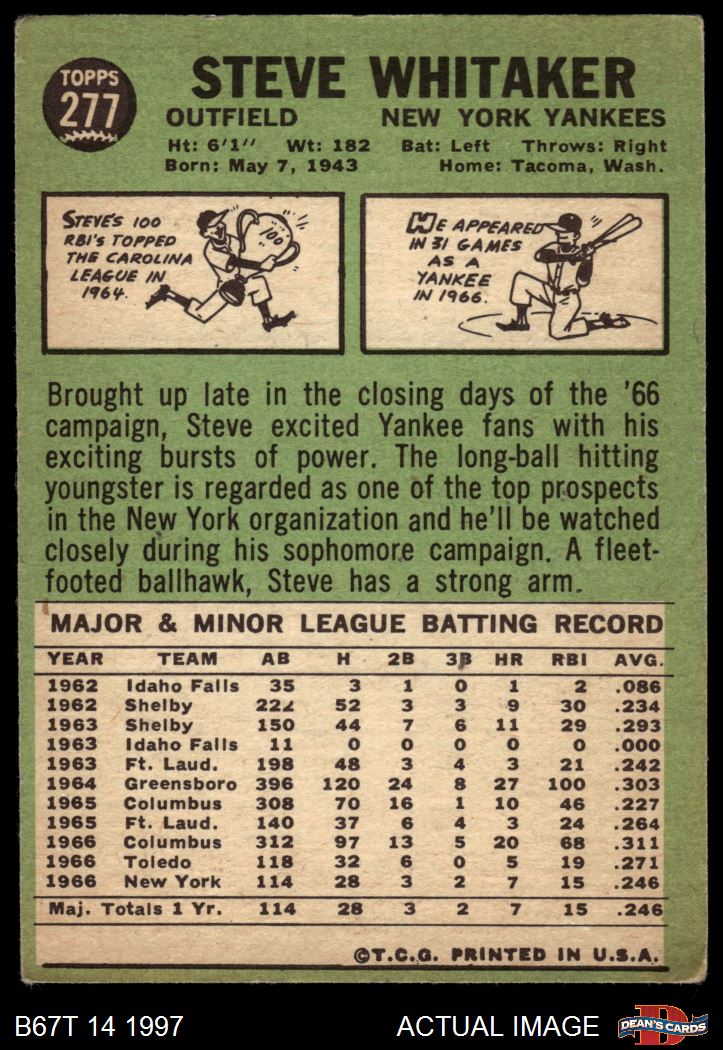 TOPPS
277
STEVE WHITAKER
OUTFIELD NEW YORK YANKEES
Ht: 6'1" Wt: 182 Bat: Left Throws: Right
Born: May 7, 1943 Home: Tacoma, Wash.
STEVE'S 100
RBI'S TOPPED
THE CAROLINA
LEAGUE IN
1964.
100
HE APPEARED
IN 31 GAMES
AS A
YANKEE
IN 1966.
Brought up late in the closing days of the '66
campaign, Steve excited Yankee fans with his
exciting bursts of power. The long-ball hitting
youngster is regarded as one of the top prospects
in the New York organization and he'll be watched
closely during his sophomore campaign. A fleet-
footed ballhawk, Steve has a strong arm.
MAJOR & MINOR LEAGUE BATTING RECORD
YEAR TEAM AB H 2B 3B HR RBI AVG.
1962 Idaho Falls 35 3 1 0 1 2 .086
1962 Shelby 222 52 3 3 9 30 .234
1963 Shelby 150 44 7 6 11 29 .293
1963 Idaho Falls 11 0 0 0 0 0 .000
1963 Ft. Laud. 198 48 3 4 3 21 .242
1964 Greensboro 396 120 24 8 27 100 .303
1965 Columbus 308 70 16 1 10 46 .227
1965 Ft. Laud. 140 37 6 4 3 24 .264
1966 Columbus 312 97 13 5 20 68 .311
1966 Toledo 118 32 6 0 5 19 .271
1966 New York 114 28 3 2 7 15 .246
Maj. Totals 1 Yr. 114 28 3 2 7 15 .246
©T.C.G. PRINTED IN U.S.A.
B67T 14 1997 ACTUAL IMAGE
D
DEAN'S CARDS